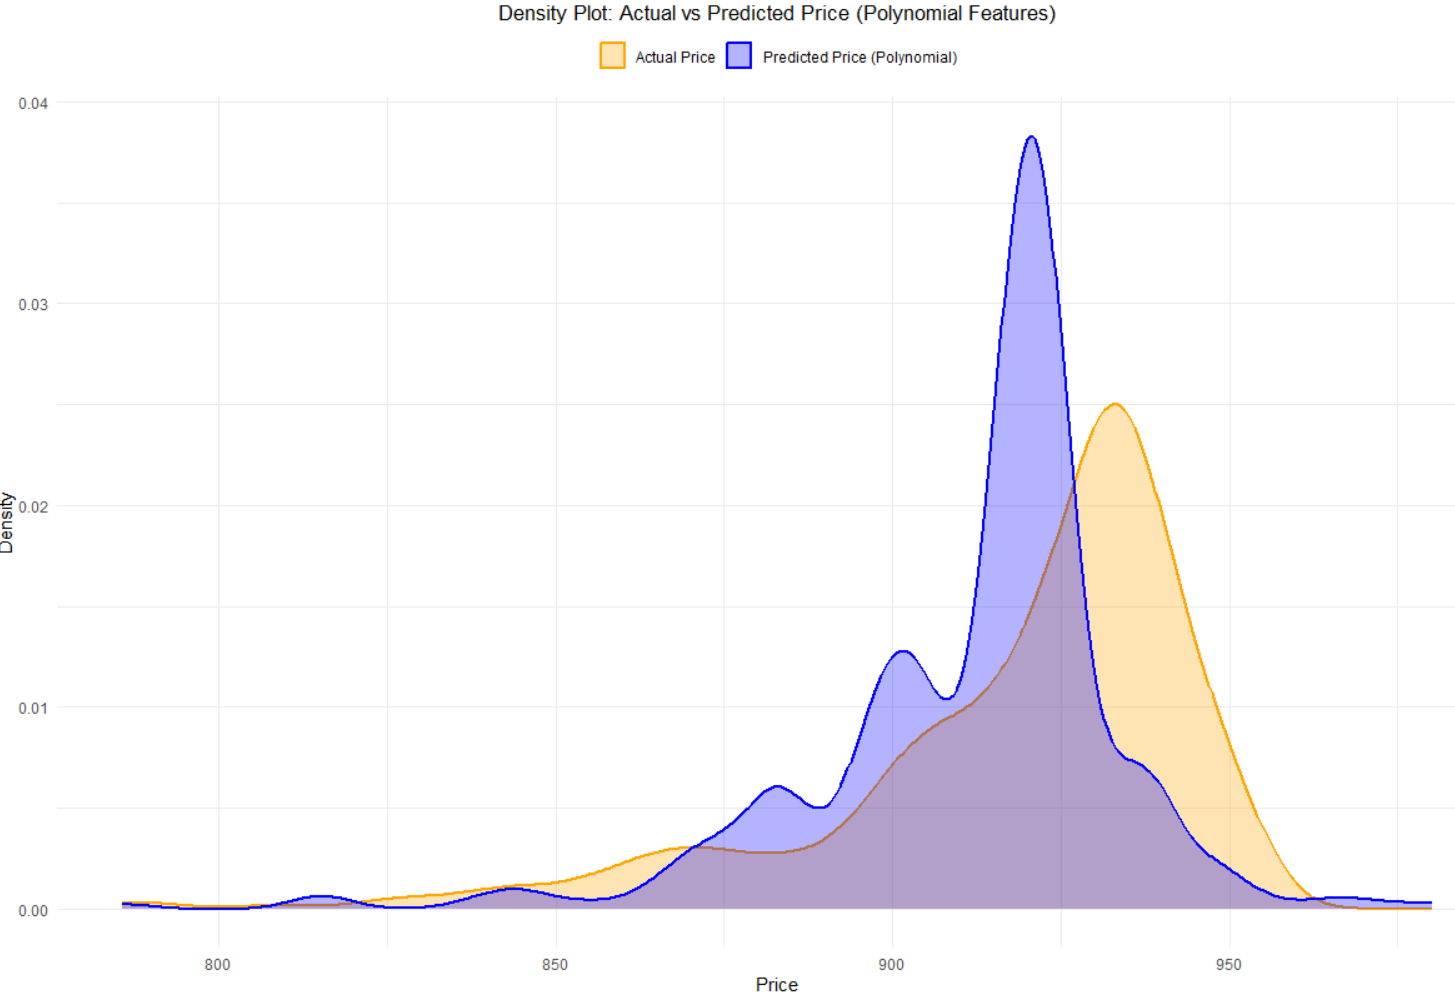 Density Plot: Actual vs Predicted Price (Polynomial Features)
Actual Price Predicted Price (Polynomial)
0.04
0.03
0.02
0.01
0.00
Density
800 850 900 950
Price